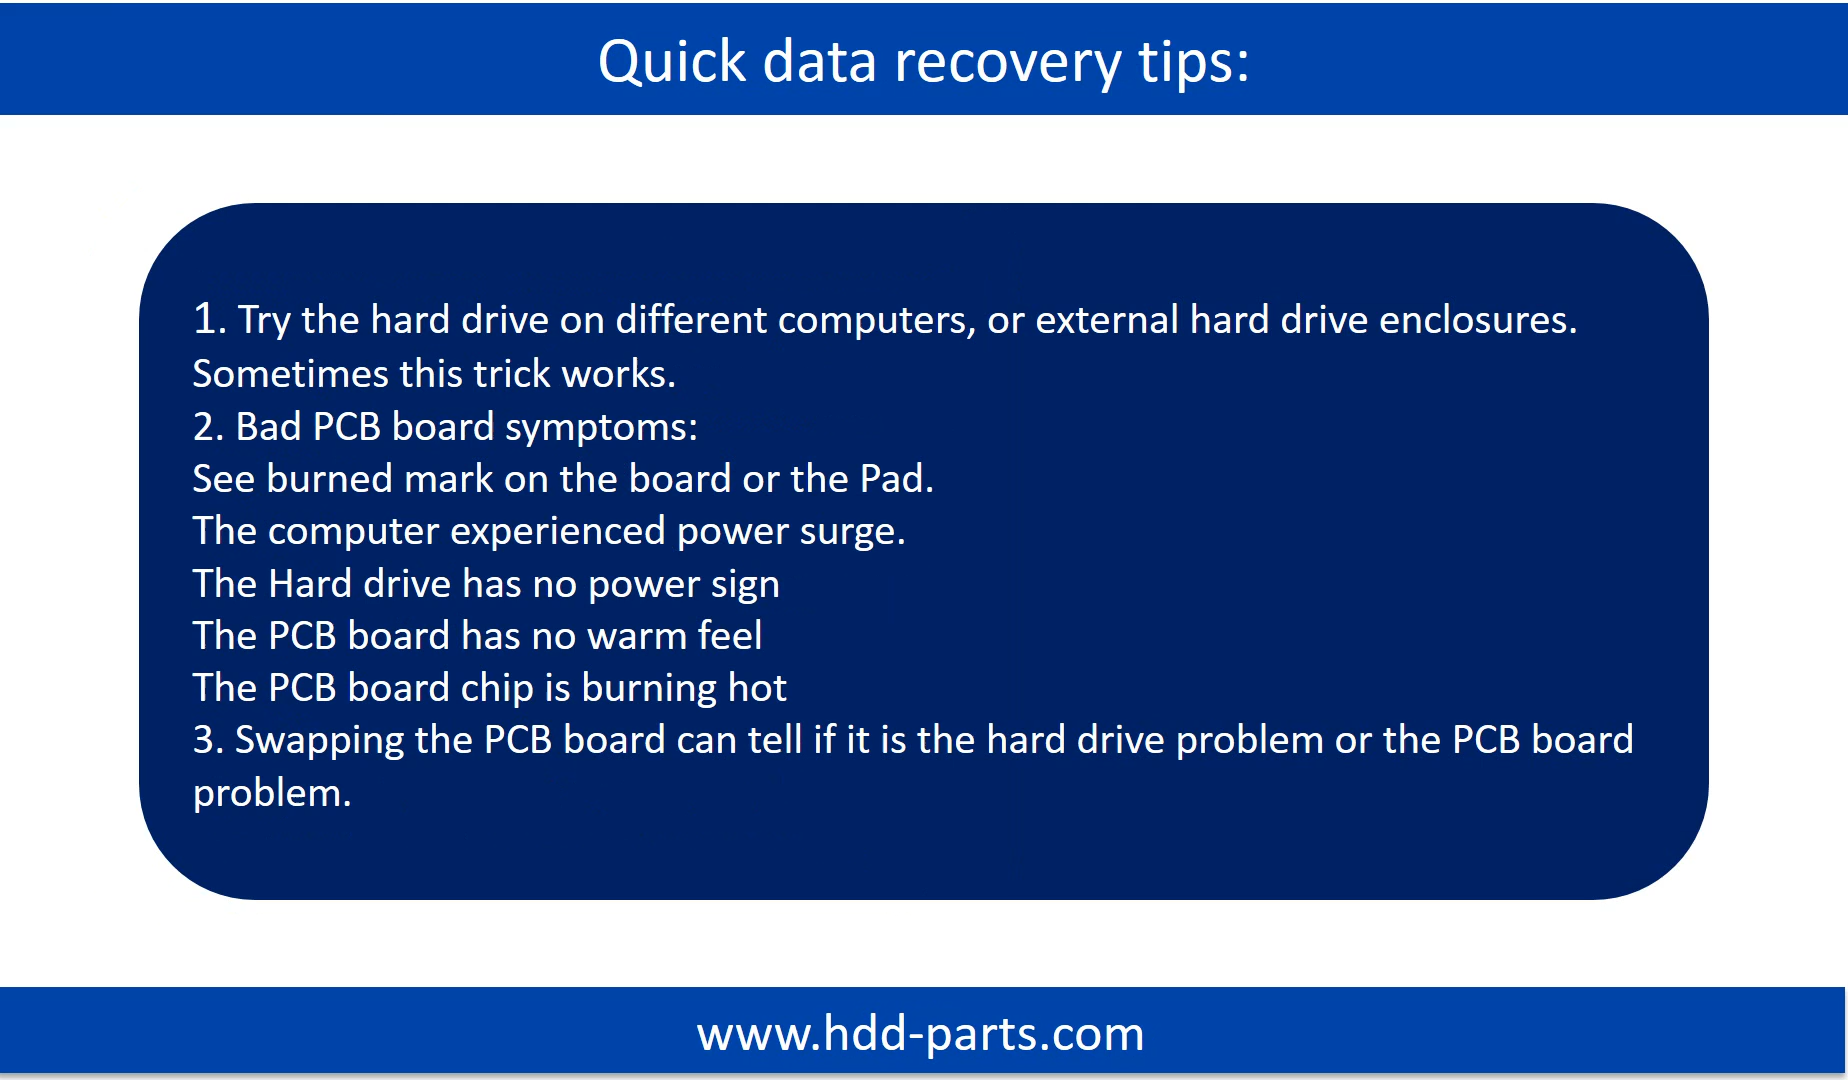 Quick data recovery tips:
1. Try the hard drive on different computers, or external hard drive enclosures.
Sometimes this trick works.
2. Bad PCB board symptoms:
See burned mark on the board or the Pad.
The computer experienced power surge.
The Hard drive has no power sign
The PCB board has no warm feel
The PCB board chip is burning hot
3. Swapping the PCB board can tell if it is the hard drive problem or the PCB board
problem.
www.hdd-parts.com